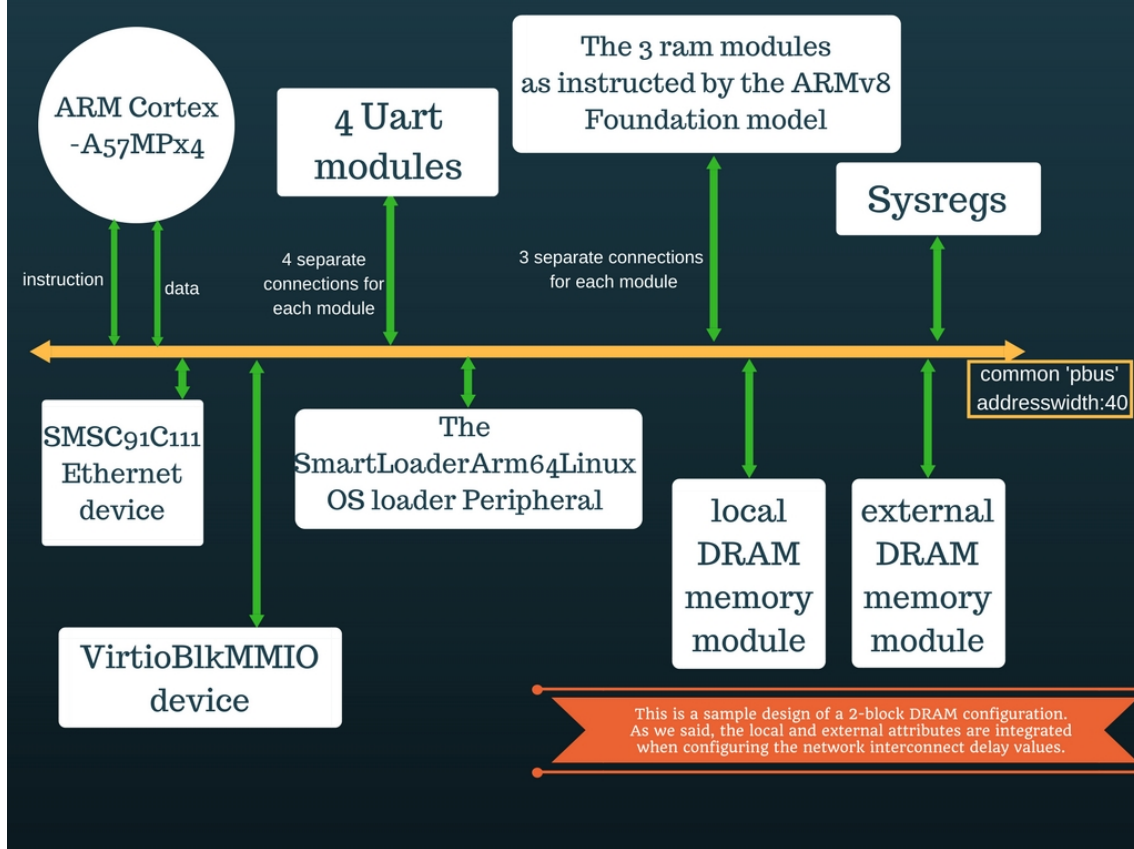 ARM Cortex
-A57MPx4
4 Uart
modules
The 3 ram modules
as instructed by the ARMv8
Foundation model
Sysregs
instruction
data
4 separate
connections for
each module
3 separate connections
for each module
common 'pbus'
addresswidth:40
SMSC91C111
Ethernet
device
The
SmartLoaderArm64Linux
OS loader Peripheral
local
DRAM
memory
module
external
DRAM
memory
module
VirtioBlkMMIO
device
This is a sample design of a 2-block DRAM configuration.
As we said, the local and external attributes are integrated
when configuring the network interconnect delay values.